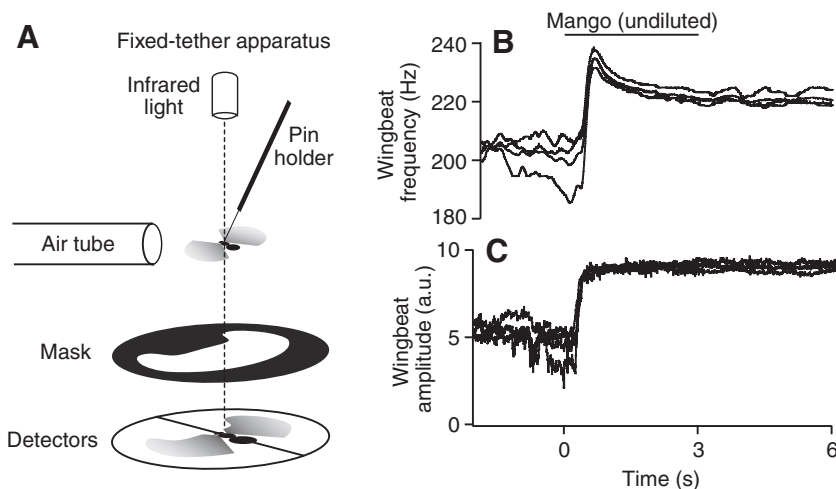 A
Fixed-tether apparatus
Infrared
light
Pin
holder
Air tube
Mask
Detectors
Mango (undiluted)
B
Wingbeat
frequency (Hz)
240
220
200
180
C
Wingbeat
amplitude (a.u.)
10
5
0
0
3
6
Time (s)